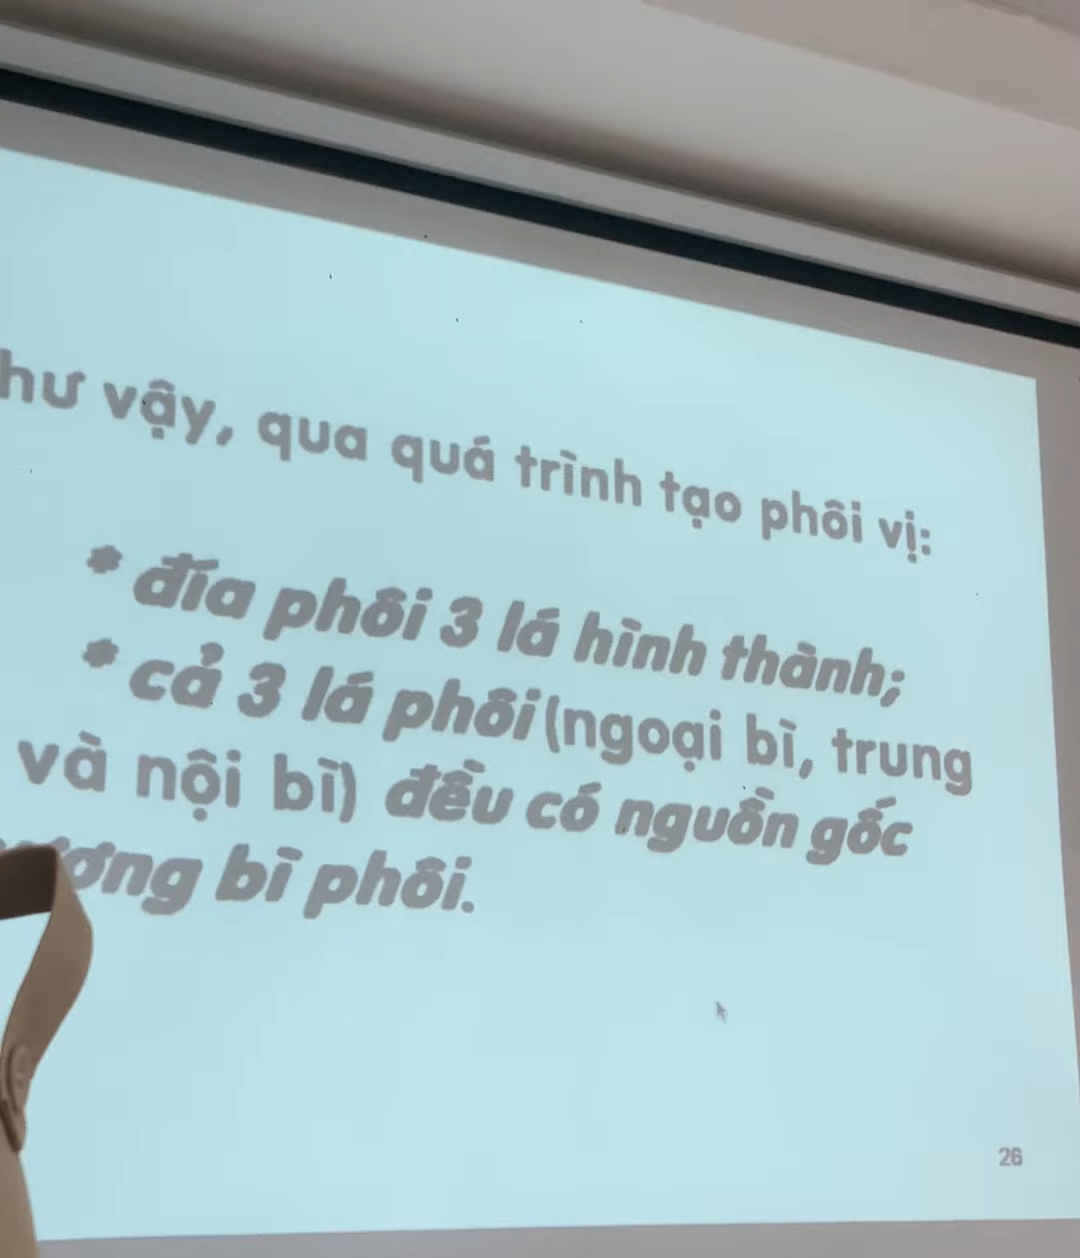 hư vậy, qua quá trình tạo phôi vị:
* đĩa phôi 3 lá hình thành;
* cả 3 lá phôi (ngoại bì, trung
và nội bì) đều có nguồn gốc
bì phôi.
26